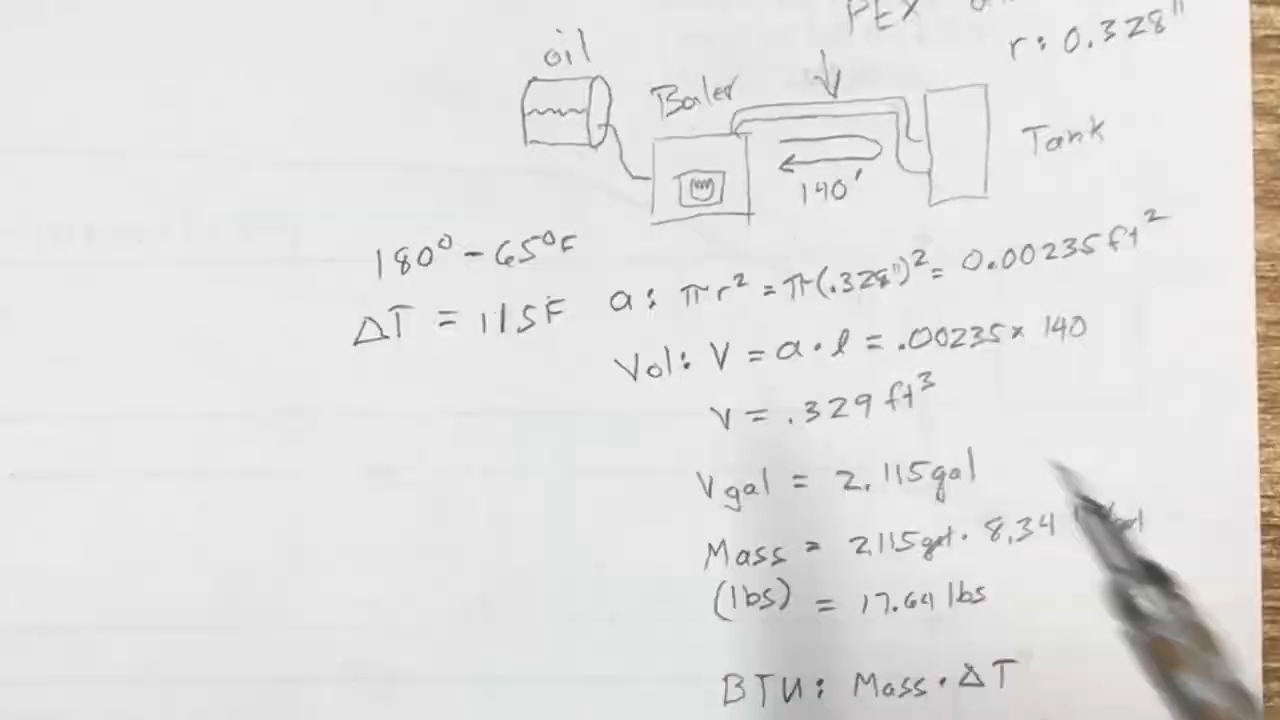 PEX
r: 0.328"
oil
Boiler
Tank
140'
180° - 65°F
ΔT = 115F
a: πr² = π(.328")² = 0.00235 ft²
Vol: V = a · l = .00235 x 140
V = .329 ft³
Vgal = 2.115gal
Mass = 2.115gal · 8.34
(lbs) = 17.64 lbs
BTU: Mass · ΔT